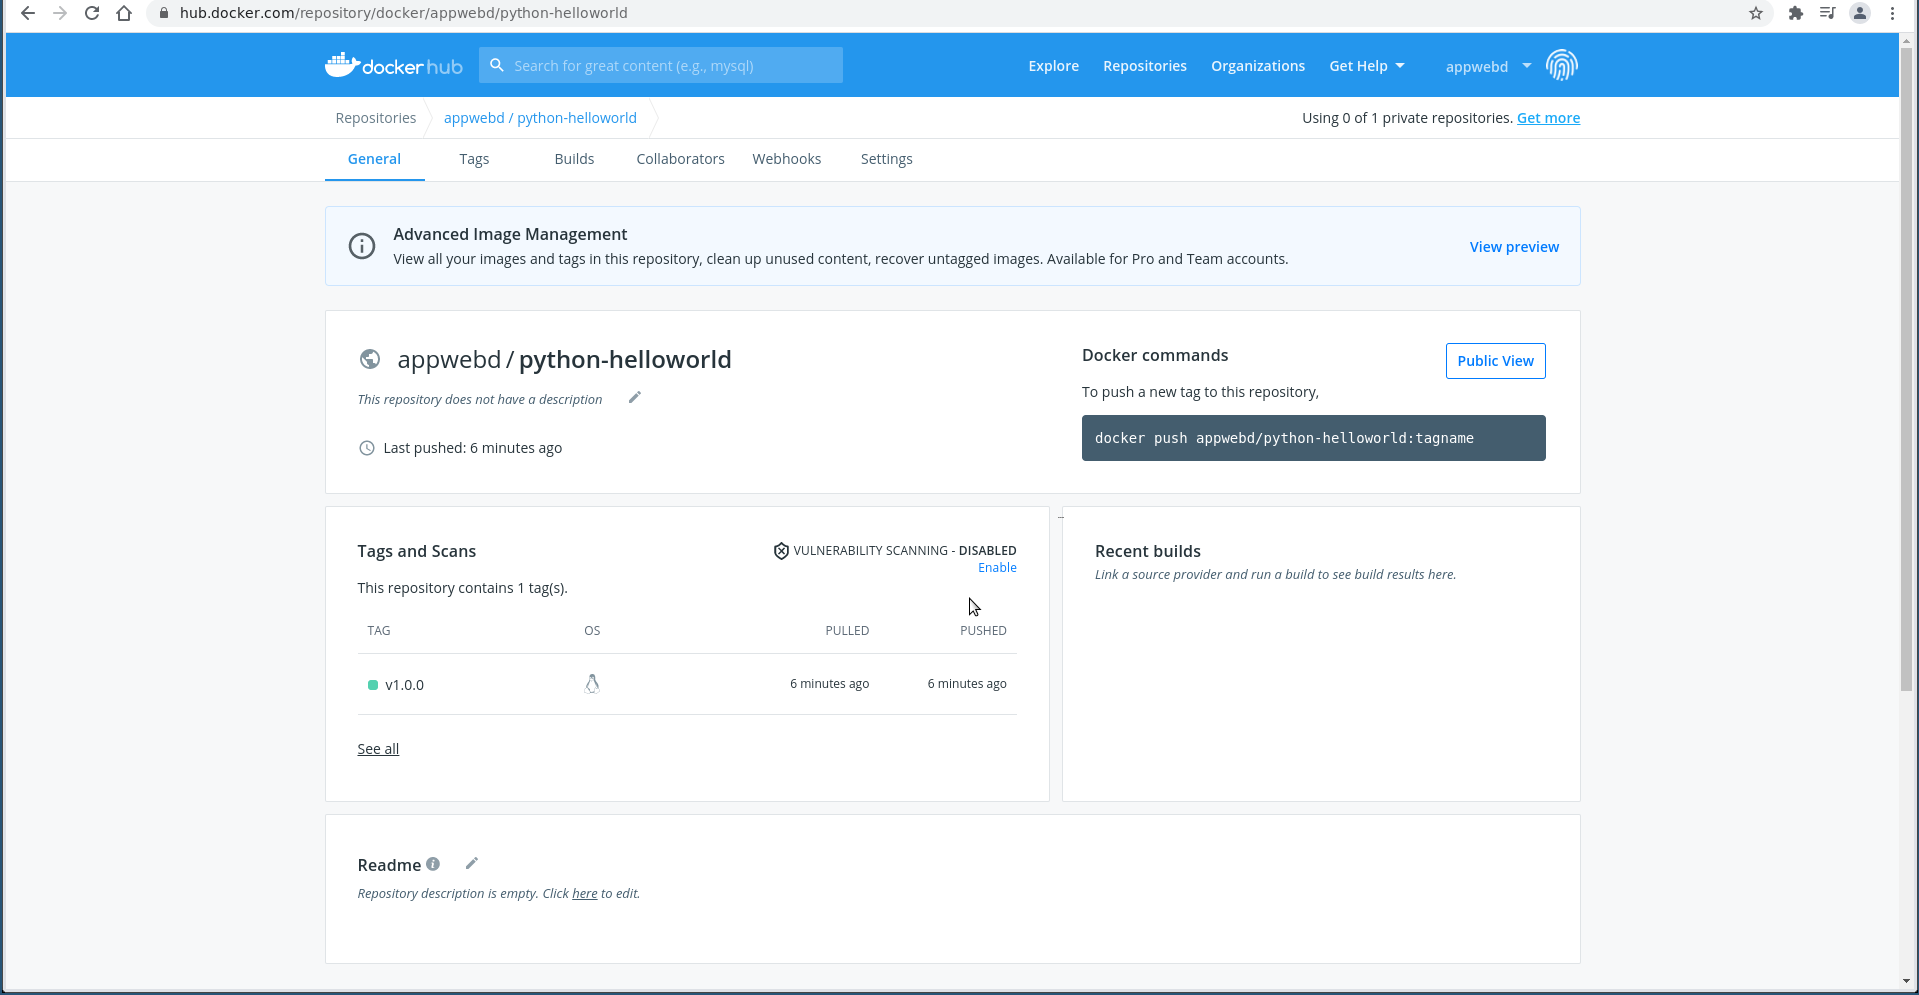 hub.docker.com/repository/docker/appwebd/python-helloworld
docker hub
Search for great content (e.g., mysql)
Explore Repositories Organizations Get Help appwebd
Repositories appwebd / python-helloworld Using 0 of 1 private repositories. Get more
General Tags Builds Collaborators Webhooks Settings
Advanced Image Management
View all your images and tags in this repository, clean up unused content, recover untagged images. Available for Pro and Team accounts.
View preview
appwebd / python-helloworld
This repository does not have a description
Last pushed: 6 minutes ago
Docker commands
Public View
To push a new tag to this repository,
docker push appwebd/python-helloworld:tagname
Tags and Scans
VULNERABILITY SCANNING - DISABLED
Enable
This repository contains 1 tag(s).
TAG OS PULLED PUSHED
v1.0.0 6 minutes ago 6 minutes ago
See all
Recent builds
Link a source provider and run a build to see build results here.
Readme
Repository description is empty. Click here to edit.